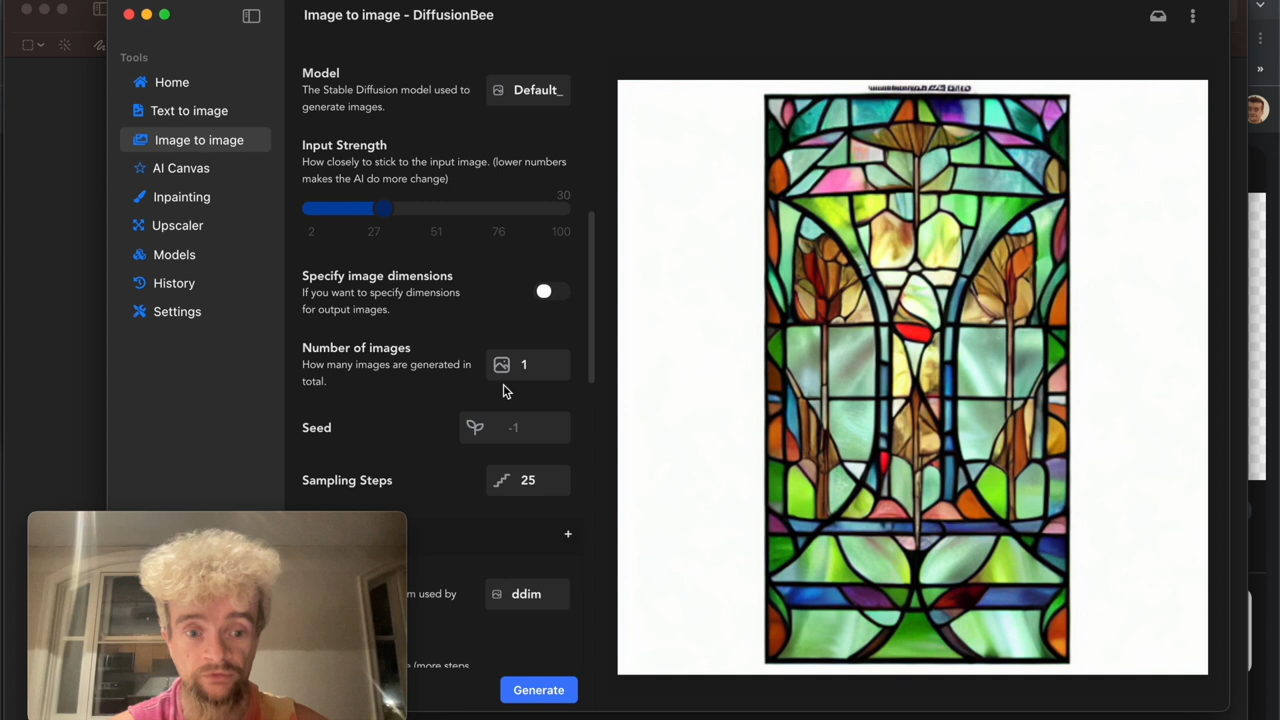 Image to image - DiffusionBee
Tools
Home
Text to image
Image to image
AI Canvas
Inpainting
Upscaler
Models
History
Settings
Model
The Stable Diffusion model used to
generate images.
Default_
Input Strength
How closely to stick to the input image. (lower numbers
makes the AI do more change)
30
2 27 51 76 100
Specify image dimensions
If you want to specify dimensions
for output images.
Number of images
How many images are generated in
total.
1
Seed
-1
Sampling Steps
25
+
m used by
ddim
(more steps
Generate